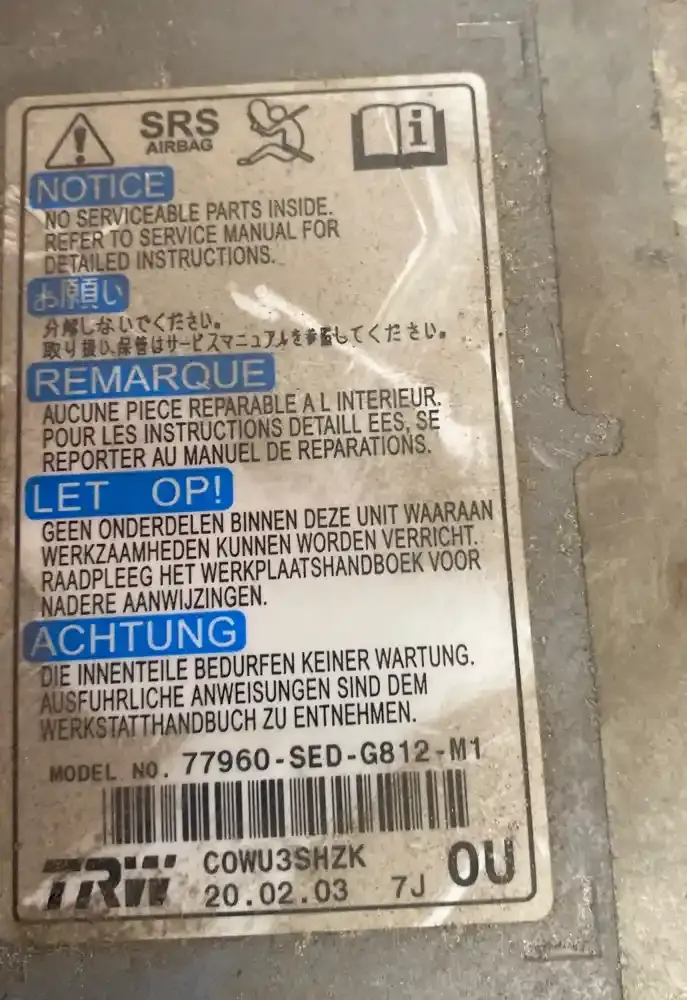 SRS
AIRBAG
i
NOTICE
NO SERVICEABLE PARTS INSIDE.
REFER TO SERVICE MANUAL FOR
DETAILED INSTRUCTIONS.
お願い
分解しないでください。
取り扱い、保管はサービスマニュアルを参照してください。
REMARQUE
AUCUNE PIECE REPARABLE A L INTERIEUR.
POUR LES INSTRUCTIONS DETAILL EES, SE
REPORTER AU MANUEL DE REPARATIONS.
LET OP!
GEEN ONDERDELEN BINNEN DEZE UNIT WAARAAN
WERKZAAMHEDEN KUNNEN WORDEN VERRICHT.
RAADPLEEG HET WERKPLAATSHANDBOEK VOOR
NADERE AANWIJZINGEN.
ACHTUNG
DIE INNENTEILE BEDURFEN KEINER WARTUNG.
AUSFUHRLICHE ANWEISUNGEN SIND DEM
WERKSTATTHANDBUCH ZU ENTNEHMEN.
MODEL NO. 77960-SED-G812-M1
TRW COWU3SHZK OU
20.02.03 7J